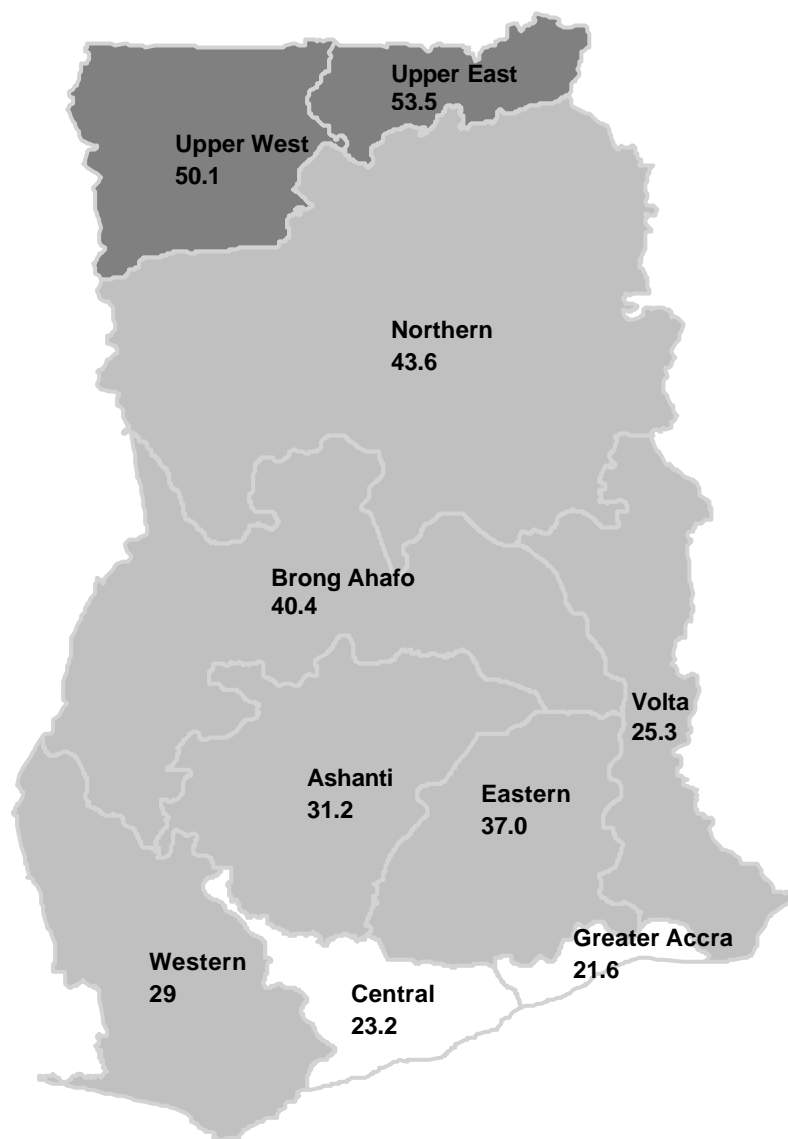 Upper East
53.5
Upper West
50.1
Northern
43.6
Brong Ahafo
40.4
Volta
25.3
Ashanti
31.2
Eastern
37.0
Greater Accra
21.6
Western
29
Central
23.2